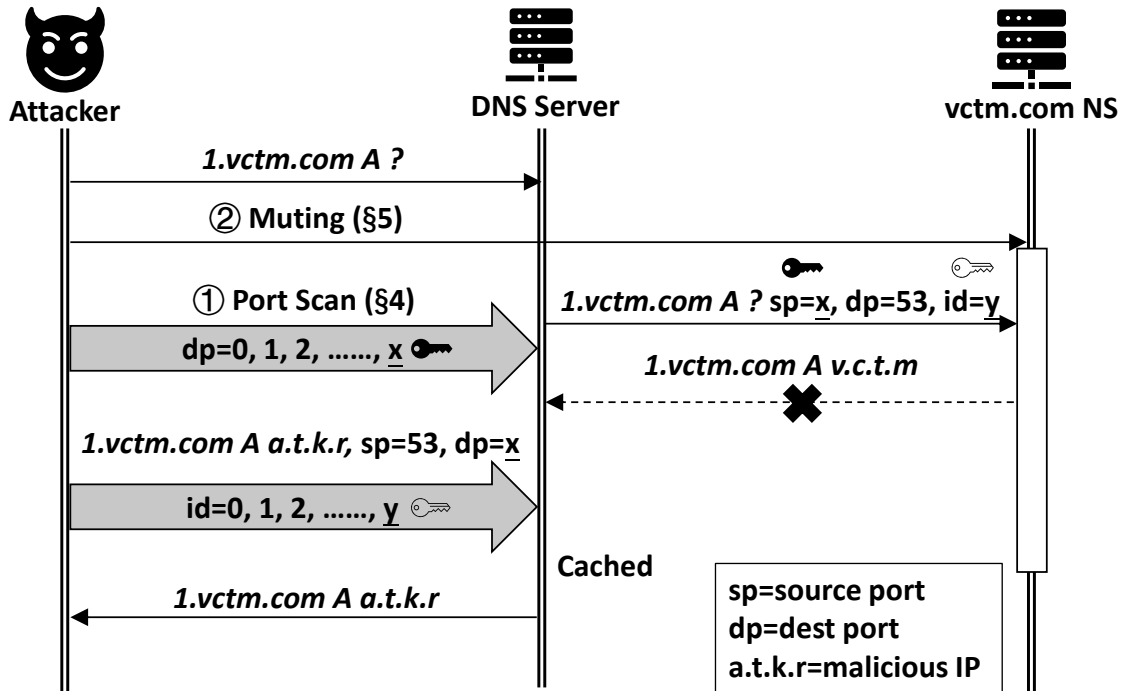 Attacker
DNS Server
vctm.com NS
1.vctm.com A ?
② Muting (§5)
① Port Scan (§4)
1.vctm.com A ? sp=x, dp=53, id=y
dp=0, 1, 2, ……, x
1.vctm.com A v.c.t.m
1.vctm.com A a.t.k.r, sp=53, dp=x
id=0, 1, 2, ……, y
Cached
1.vctm.com A a.t.k.r
sp=source port
dp=dest port
a.t.k.r=malicious IP